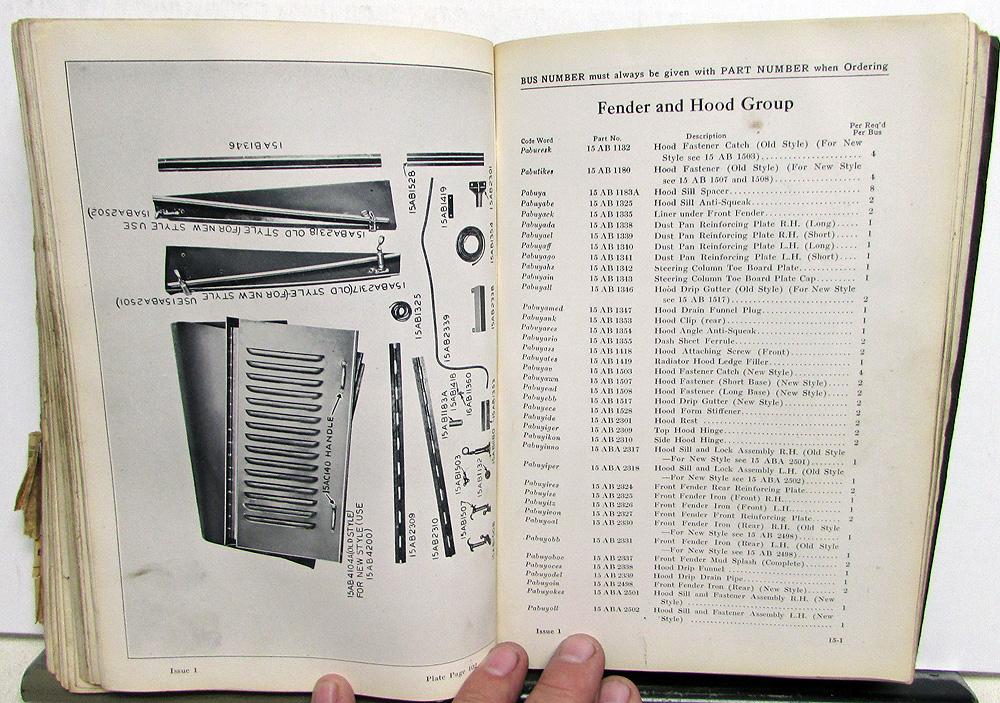 15AB1346
15AB1528
15AB1419
15AB2301
15ABA2318 OLD STYLE (FOR NEW STYLE USE
15ABA2502)
15ABA2317(OLD STYLE-(FOR NEW STYLE
USE(15ABA2501)
15AB1325
15AB2339
15AB2338
15AB1418
16AB11360
15AB1183A
15AB1503
15AB1132
15AB1507
15AC140 HANDLE
15AB2309
15AB2310
15AB4104A(OLD STYLE)
FOR NEW STYLE (USE
15AB4200)
Issue 1
Plate Page 102
BUS NUMBER must always be given with PART NUMBER when Ordering
Fender and Hood Group
Code Word Part No. Description Per Req'd
Per Bus
Paburesk 15 AB 1132 Hood Fastener Catch (Old Style) (For New
Style see 15 AB 1503) 4
Pabutikes 15 AB 1180 Hood Fastener (Old Style) (For New Style
see 15 AB 1507 and 1508) 4
Pabuya 15 AB 1183A Hood Sill Spacer 8
Pabuyabe 15 AB 1325 Hood Sill Anti-Squeak 2
Pabuyack 15 AB 1335 Liner under Front Fender 2
Pabuyada 15 AB 1338 Dust Pan Reinforcing Plate R.H. (Long) 1
Pabuyael 15 AB 1339 Dust Pan Reinforcing Plate R.H. (Short) 1
Pabuyaff 15 AB 1340 Dust Pan Reinforcing Plate L.H. (Long) 1
Pabuyago 15 AB 1341 Dust Pan Reinforcing Plate L.H. (Short) 1
Pabuyahz 15 AB 1342 Steering Column Toe Board Plate 1
Pabuyain 15 AB 1343 Steering Column Toe Board Plate Cap 1
Pabuyall 15 AB 1346 Hood Drip Gutter (Old Style) (For New Style
see 15 AB 1517) 2
Pabuyamed 15 AB 1347 Hood Drain Funnel Plug 1
Pabuyank 15 AB 1353 Hood Clip (rear) 1
Pabuyares 15 AB 1354 Hood Angle Anti-Squeak 1
Pabuyario 15 AB 1355 Dash Sheet Ferrule 2
Pabuyass 15 AB 1418 Hood Attaching Screw (Front) 2
Pabuyates 15 AB 1419 Radiator Hood Ledge Filler 1
Pabuyav 15 AB 1503 Hood Fastener Catch (New Style) 4
Pabuyawn 15 AB 1507 Hood Fastener (Short Base) (New Style) 2
Pabuyead 15 AB 1508 Hood Fastener (Long Base) (New Style) 2
Pabuyebb 15 AB 1517 Hood Drip Gutter (New Style) 2
Pabuyece 15 AB 1528 Hood Form Stiffener 2
Pabuyide 15 AB 2301 Hood Rest 2
Pabuyiger 15 AB 2309 Top Hood Hinge 2
Pabuyikon 15 AB 2310 Side Hood Hinge 2
Pabuyinno 15 ABA 2317 Hood Sill and Lock Assembly R.H. (Old Style
—For New Style see 15 ABA 2501) 1
Pabuyiper 15 ABA 2318 Hood Sill and Lock Assembly L.H. (Old Style
—For New Style see 15 ABA 2502) 1
Pabuyires 15 AB 2324 Front Fender Rear Reinforcing Plate 2
Pabuyise 15 AB 2325 Front Fender Iron (Front) R.H. 1
Pabuyitz 15 AB 2326 Front Fender Iron (Front) L.H. 1
Pabuyivon 15 AB 2327 Front Fender Front Reinforcing Plate 2
Pabuyoal 15 AB 2330 Front Fender Iron (Rear) R.H. (Old Style
—For New Style see 15 AB 2498) 1
Pabuyobb 15 AB 2331 Front Fender Iron (Rear) L.H. (Old Style
—For New Style see 15 AB 2498) 1
Pabuyoboe 15 AB 2337 Front Fender Mud Splash (Complete) 2
Pabuyoces 15 AB 2338 Hood Drip Funnel 1
Pabuyodel 15 AB 2339 Hood Drip Drain Pipe 1
Pabuyoin 15 AB 2498 Front Fender Iron (Rear) (New Style) 2
Pabuyokes 15 ABA 2501 Hood Sill and Fastener Assembly R.H. (New
Style) 1
Pabuyoll 15 ABA 2502 Hood Sill and Fastener Assembly L.H. (New
Style) 1
Issue 1
15-1